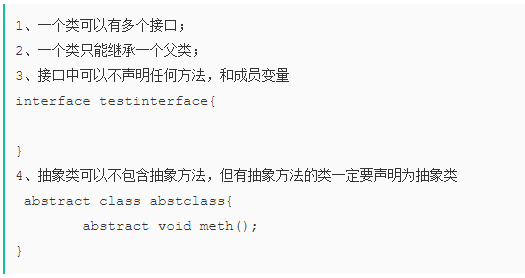 1、一个类可以有多个接口；
2、一个类只能继承一个父类；
3、接口中可以不声明任何方法，和成员变量
interface testinterface{
}
4、抽象类可以不包含抽象方法，但有抽象方法的类一定要声明为抽象类
abstract class abstclass{
abstract void meth();
}